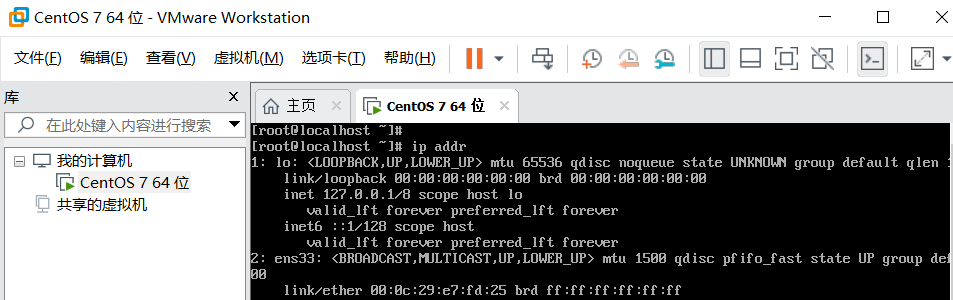 CentOS 7 64 位 - VMware Workstation
文件(F) 编辑(E) 查看(V) 虚拟机(M) 选项卡(T) 帮助(H)
库
在此处键入内容进行搜索
我的计算机
CentOS 7 64 位
共享的虚拟机
主页
CentOS 7 64 位
[root@localhost ~]#
[root@localhost ~]# ip addr
1: lo: <LOOPBACK,UP,LOWER_UP> mtu 65536 qdisc noqueue state UNKNOWN group default qlen 1
link/loopback 00:00:00:00:00:00 brd 00:00:00:00:00:00
inet 127.0.0.1/8 scope host lo
valid_lft forever preferred_lft forever
inet6 ::1/128 scope host
valid_lft forever preferred_lft forever
2: ens33: <BROADCAST,MULTICAST,UP,LOWER_UP> mtu 1500 qdisc pfifo_fast state UP group def
00
link/ether 00:0c:29:e7:fd:25 brd ff:ff:ff:ff:ff:ff